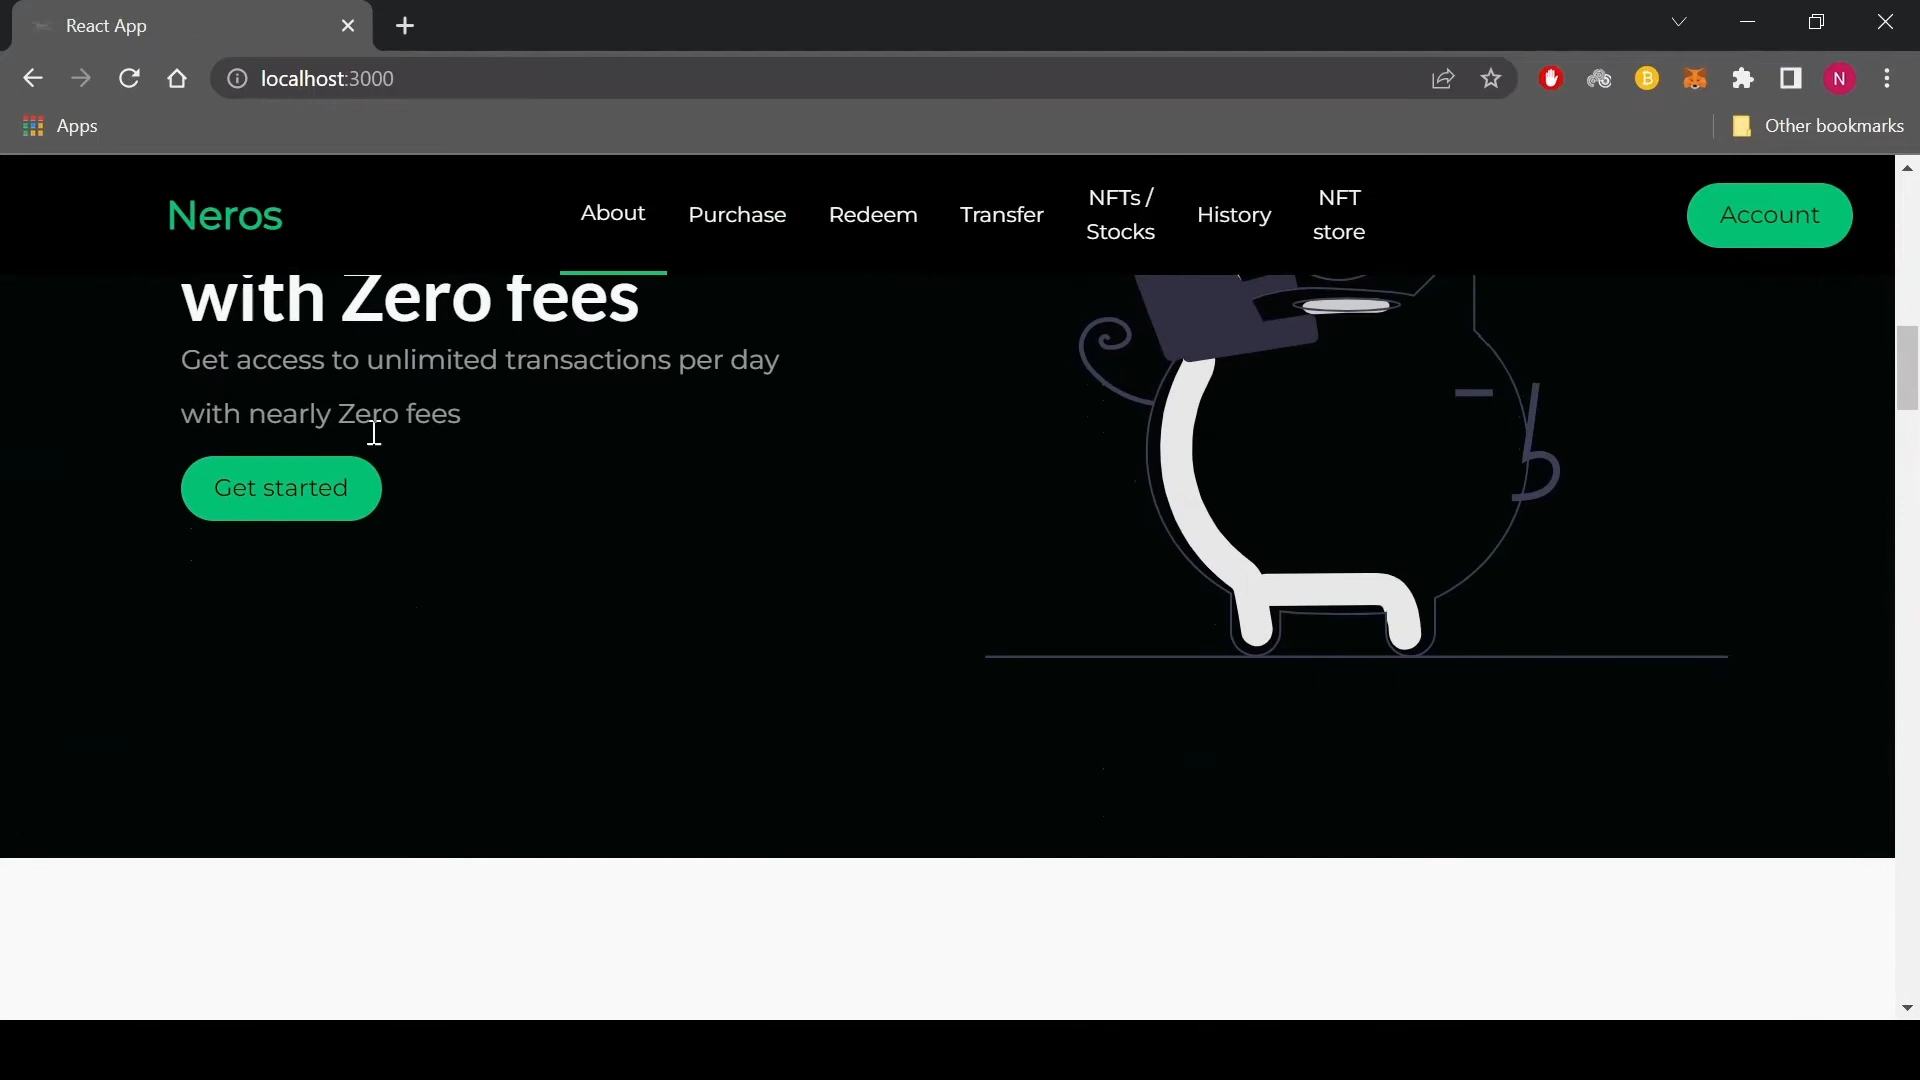 React App
localhost:3000
N
Apps
Other bookmarks
Neros
About
Purchase
Redeem
Transfer
NFTs /
Stocks
History
NFT
store
Account
with Zero fees
Get access to unlimited transactions per day
with nearly Zero fees
Get started